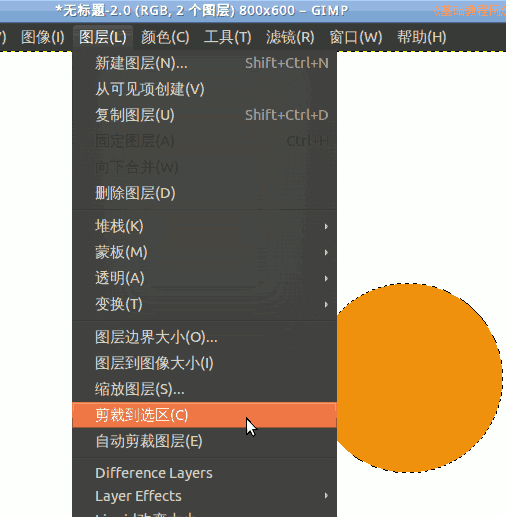 *无标题-2.0 (RGB, 2 个图层) 800x600 – GIMP
图像(I) 图层(L) 颜色(C) 工具(T) 滤镜(R) 窗口(W) 帮助(H)
新建图层(N)... Shift+Ctrl+N
从可见项创建(V)
复制图层(U) Shift+Ctrl+D
固定图层(A) Ctrl+H
向下合并(W)
删除图层(D)
堆栈(K)
蒙板(M)
透明(A)
变换(T)
图层边界大小(O)...
图层到图像大小(I)
缩放图层(S)...
剪裁到选区(C)
自动剪裁图层(E)
Difference Layers
Layer Effects